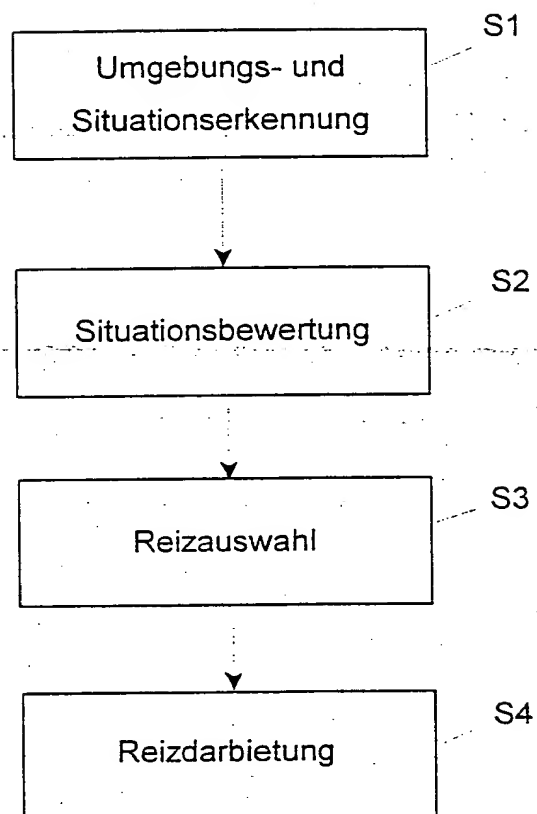 S1
Umgebungs- und
Situationserkennung
S2
Situationsbewertung
S3
Reizauswahl
S4
Reizdarbietung